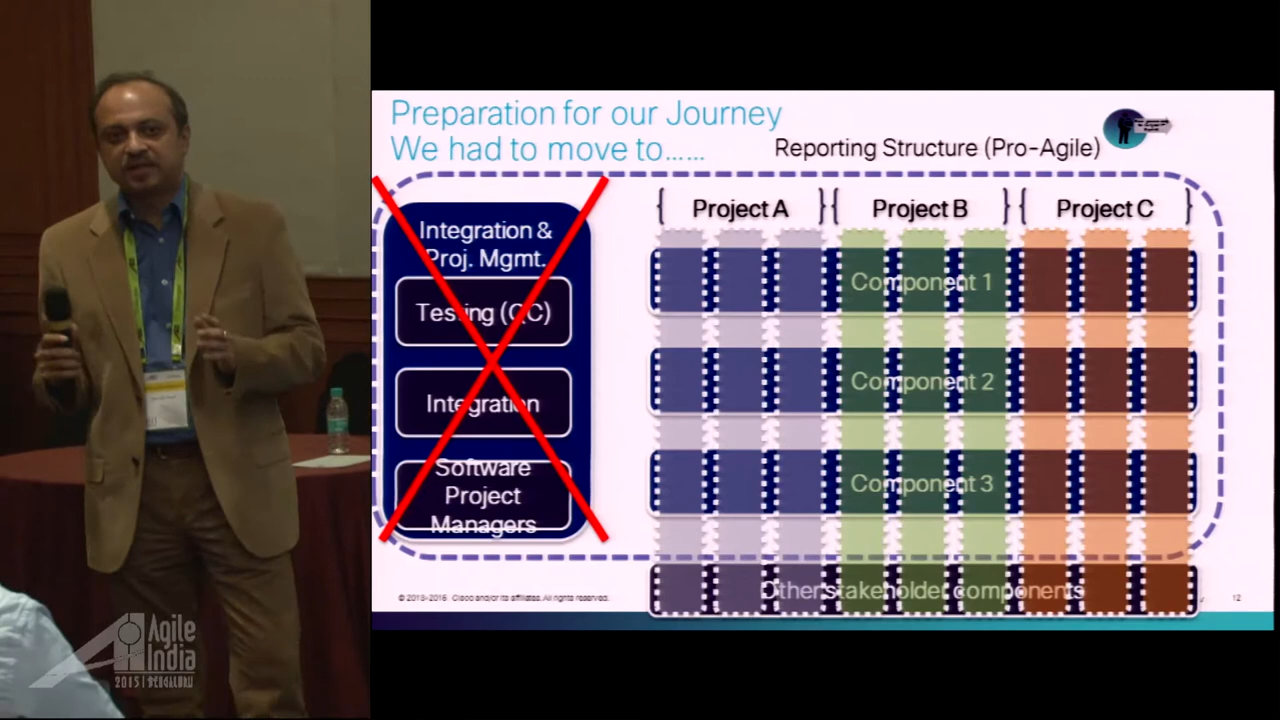 Preparation for our Journey
We had to move to......
Reporting Structure (Pro-Agile)
Integration &
Proj. Mgmt.
Testing (QC)
Integration
Software
Project
Managers
{ Project A }
{ Project B }
{ Project C }
Component 1
Component 2
Component 3
Other stakeholder components
© 2013-2016 Cisco and/or its affiliates. All rights reserved.
12
Agile
India
2015 | BENGALURU